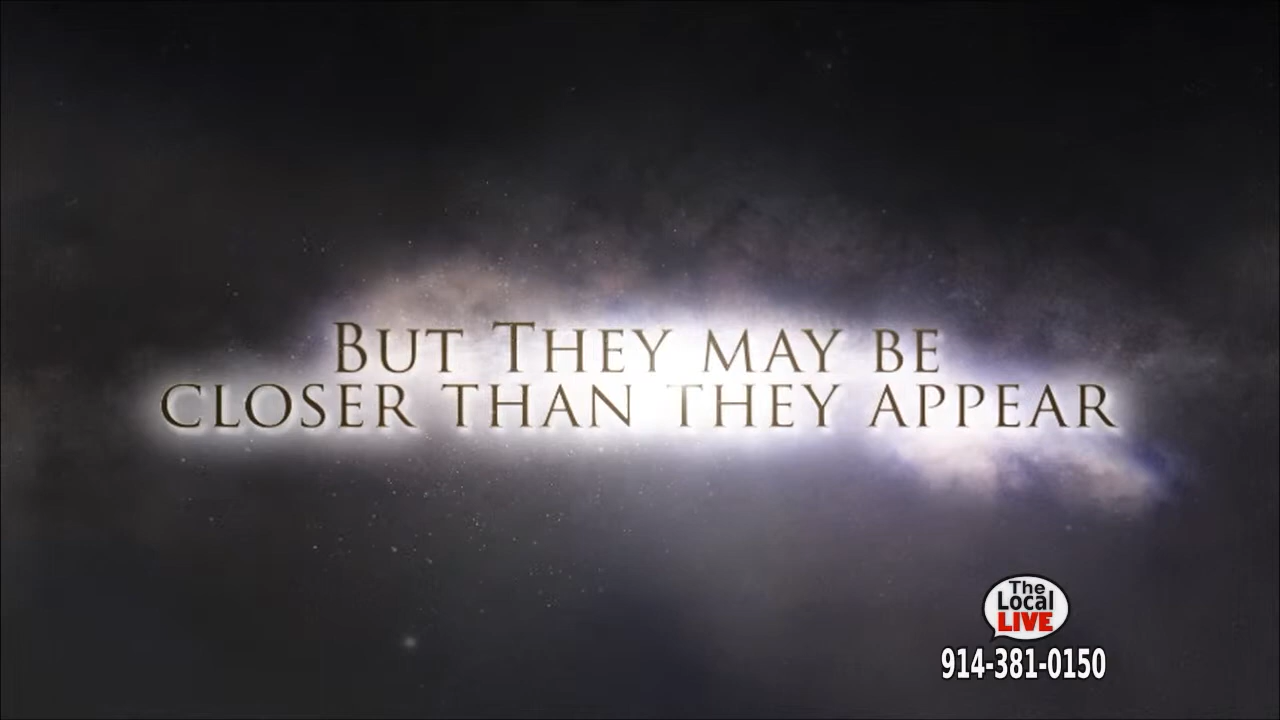 But They may be
closer than they appear
The
Local
LIVE
914-381-0150